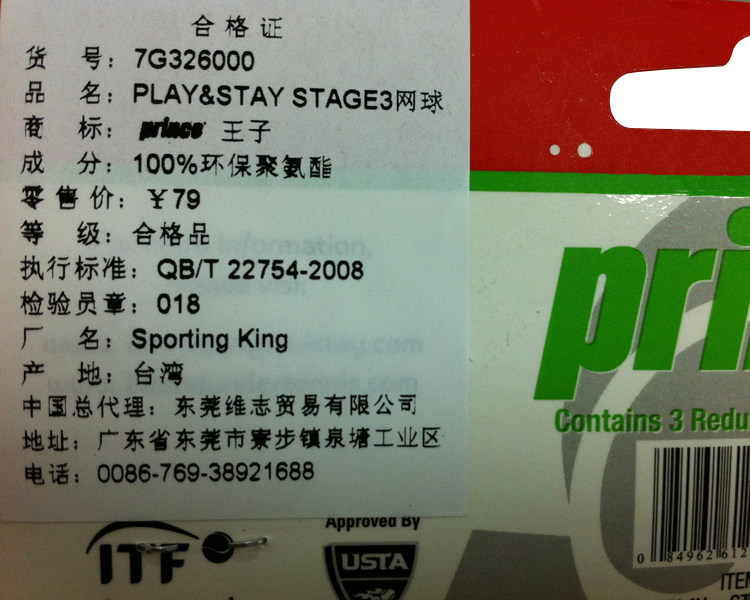 合格证
货 号：7G326000
品 名：PLAY&STAY STAGE3网球
商 标：prince 王子
成 分：100%环保聚氨酯
零售价：￥79
等 级：合格品
执行标准：QB/T 22754-2008
检验员章：018
厂 名：Sporting King
产 地：台湾
中国总代理：东莞维志贸易有限公司
地址：广东省东莞市寮步镇泉塘工业区
电话：0086-769-38921688
pri
Contains 3 Redu
0 84962 612
ITEM
Approved By
ITF
USTA